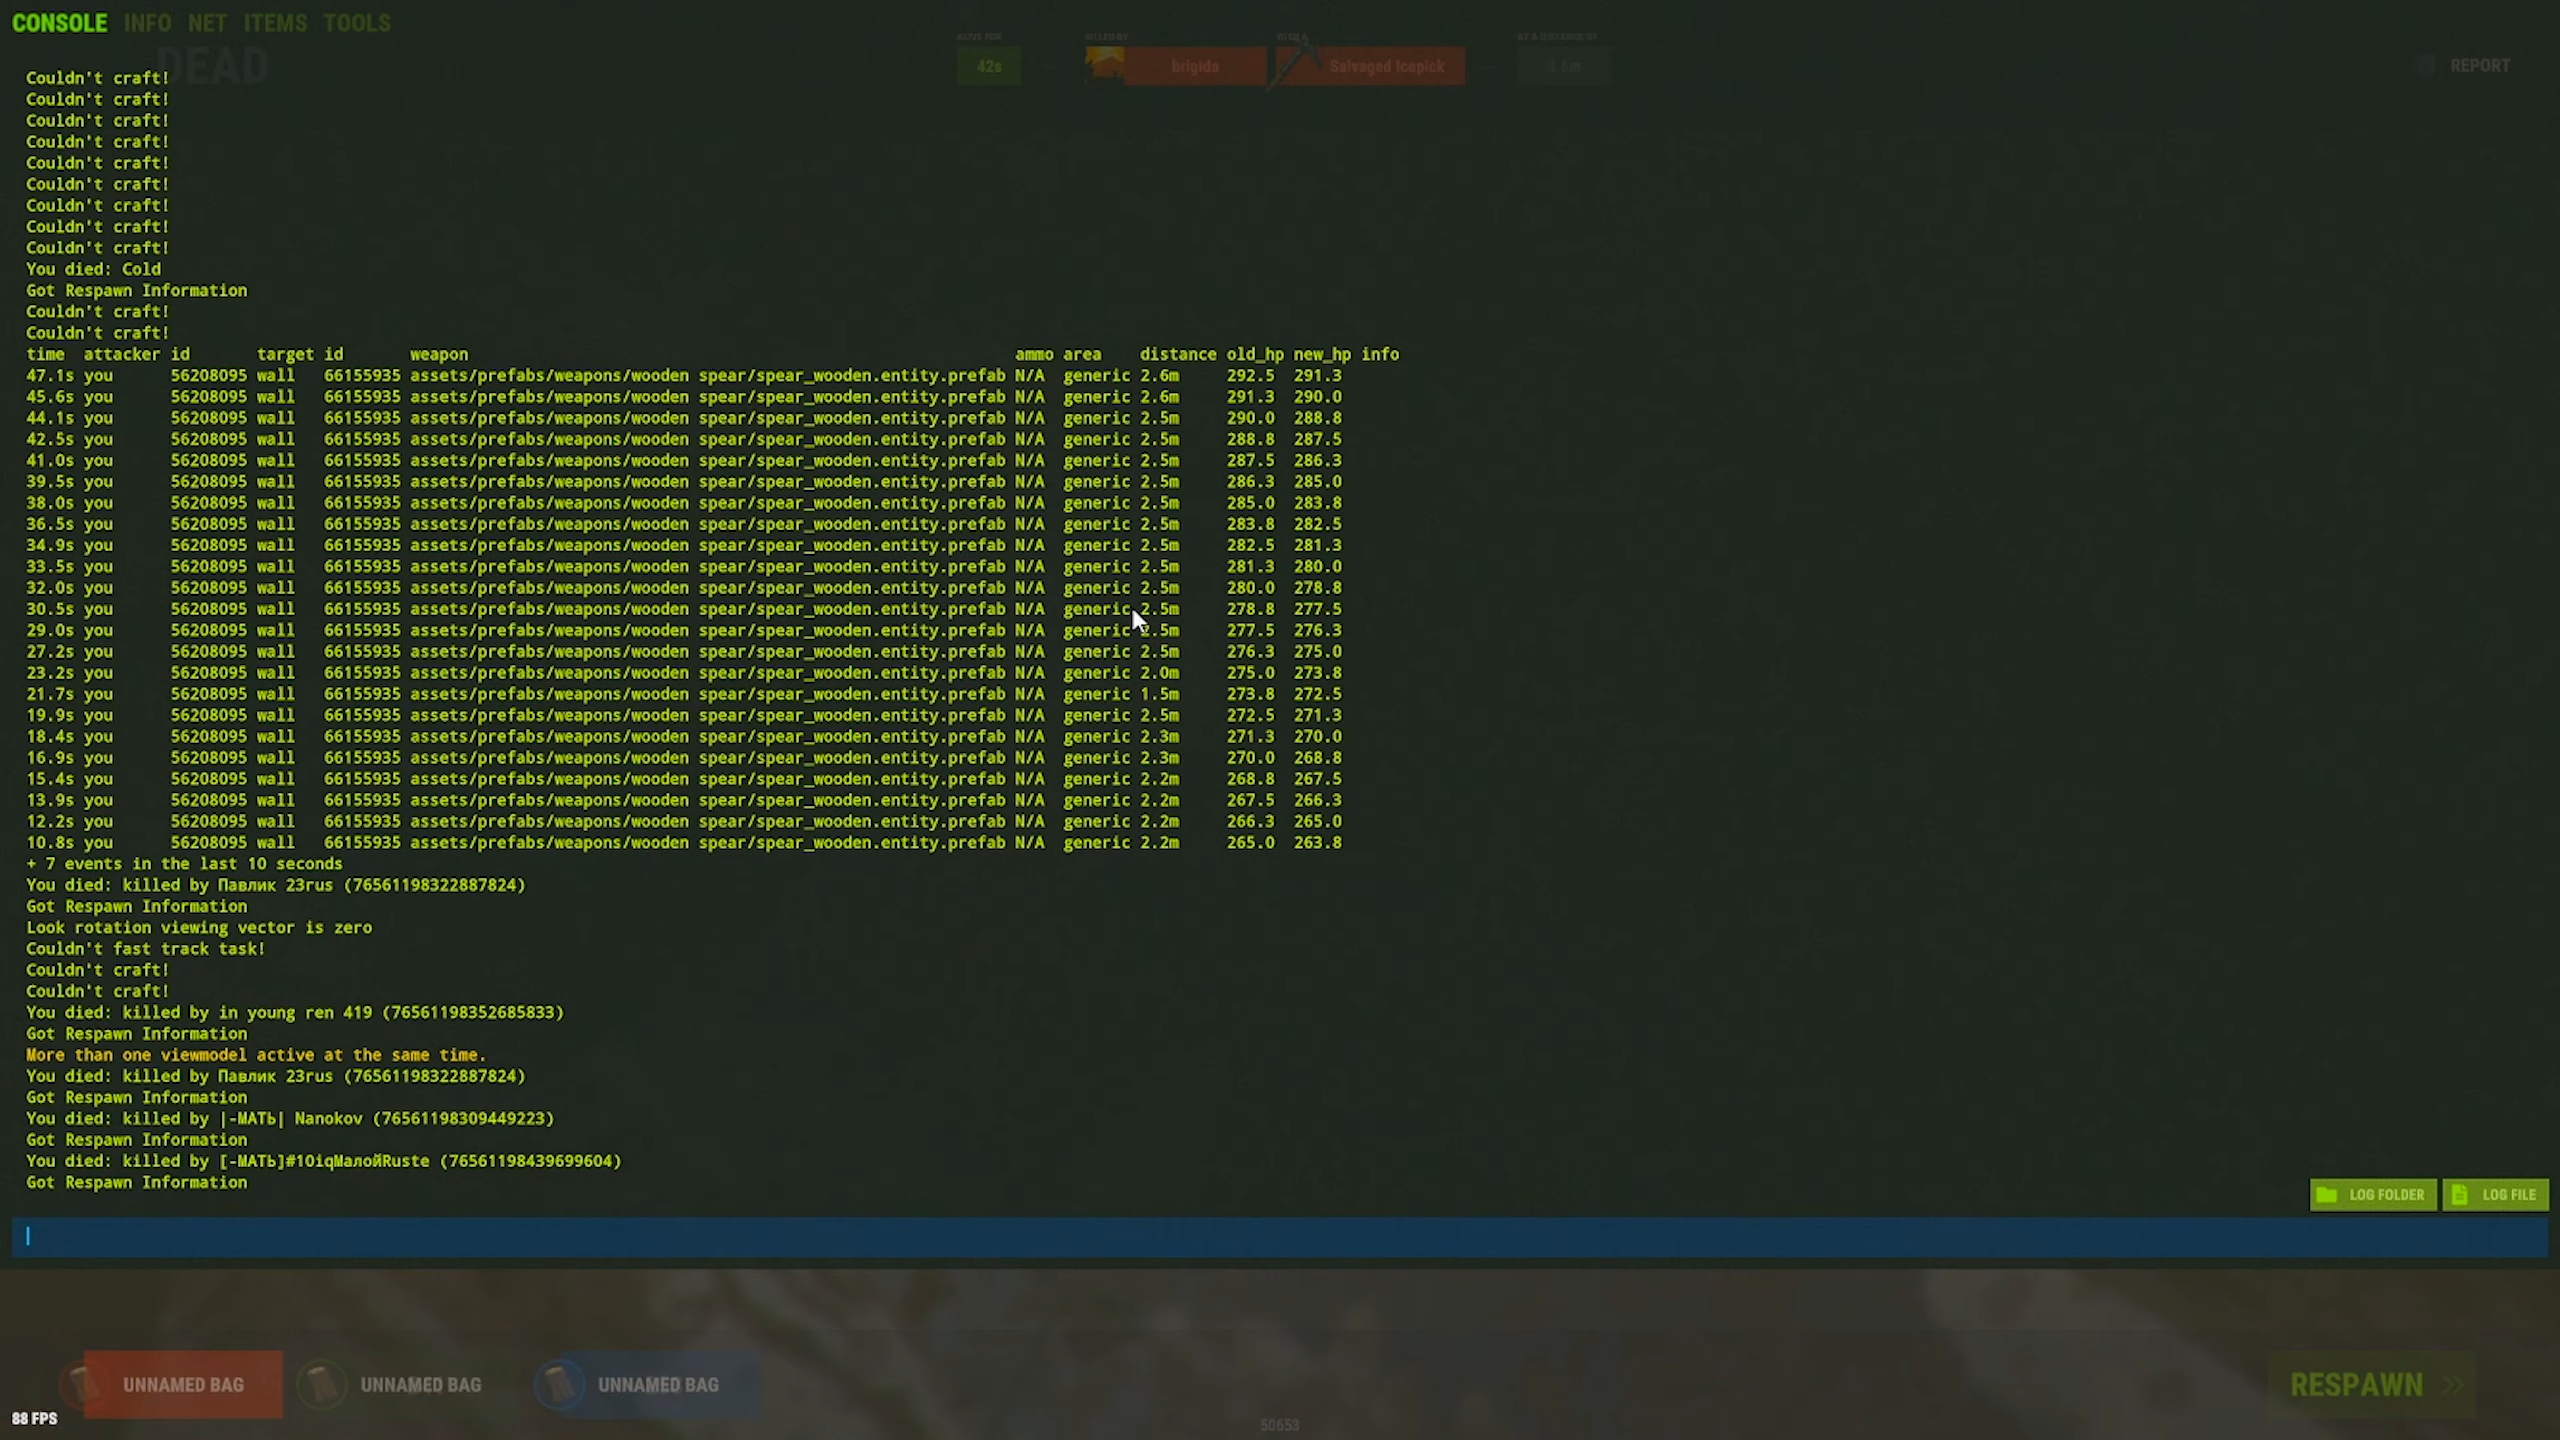 CONSOLE INFO NET ITEMS TOOLS
DEAD
ALIVE FOR
KILLED BY
WITH A
AT A DISTANCE OF
42s
brigido
Salvaged Icepick
REPORT
Couldn't craft!
Couldn't craft!
Couldn't craft!
Couldn't craft!
Couldn't craft!
Couldn't craft!
Couldn't craft!
Couldn't craft!
Couldn't craft!
You died: Cold
Got Respawn Information
Couldn't craft!
Couldn't craft!
time attacker id target id weapon ammo area distance old_hp new_hp info
47.1s you 56208095 wall 66155935 assets/prefabs/weapons/wooden spear/spear_wooden.entity.prefab N/A generic 2.6m 292.5 291.3
45.6s you 56208095 wall 66155935 assets/prefabs/weapons/wooden spear/spear_wooden.entity.prefab N/A generic 2.6m 291.3 290.0
44.1s you 56208095 wall 66155935 assets/prefabs/weapons/wooden spear/spear_wooden.entity.prefab N/A generic 2.5m 290.0 288.8
42.5s you 56208095 wall 66155935 assets/prefabs/weapons/wooden spear/spear_wooden.entity.prefab N/A generic 2.5m 288.8 287.5
41.0s you 56208095 wall 66155935 assets/prefabs/weapons/wooden spear/spear_wooden.entity.prefab N/A generic 2.5m 287.5 286.3
39.5s you 56208095 wall 66155935 assets/prefabs/weapons/wooden spear/spear_wooden.entity.prefab N/A generic 2.5m 286.3 285.0
38.0s you 56208095 wall 66155935 assets/prefabs/weapons/wooden spear/spear_wooden.entity.prefab N/A generic 2.5m 285.0 283.8
36.5s you 56208095 wall 66155935 assets/prefabs/weapons/wooden spear/spear_wooden.entity.prefab N/A generic 2.5m 283.8 282.5
34.9s you 56208095 wall 66155935 assets/prefabs/weapons/wooden spear/spear_wooden.entity.prefab N/A generic 2.5m 282.5 281.3
33.5s you 56208095 wall 66155935 assets/prefabs/weapons/wooden spear/spear_wooden.entity.prefab N/A generic 2.5m 281.3 280.0
32.0s you 56208095 wall 66155935 assets/prefabs/weapons/wooden spear/spear_wooden.entity.prefab N/A generic 2.5m 280.0 278.8
30.5s you 56208095 wall 66155935 assets/prefabs/weapons/wooden spear/spear_wooden.entity.prefab N/A generic 2.5m 278.8 277.5
29.0s you 56208095 wall 66155935 assets/prefabs/weapons/wooden spear/spear_wooden.entity.prefab N/A generic 2.5m 277.5 276.3
27.2s you 56208095 wall 66155935 assets/prefabs/weapons/wooden spear/spear_wooden.entity.prefab N/A generic 2.5m 276.3 275.0
23.2s you 56208095 wall 66155935 assets/prefabs/weapons/wooden spear/spear_wooden.entity.prefab N/A generic 2.0m 275.0 273.8
21.7s you 56208095 wall 66155935 assets/prefabs/weapons/wooden spear/spear_wooden.entity.prefab N/A generic 1.5m 273.8 272.5
19.9s you 56208095 wall 66155935 assets/prefabs/weapons/wooden spear/spear_wooden.entity.prefab N/A generic 2.5m 272.5 271.3
18.4s you 56208095 wall 66155935 assets/prefabs/weapons/wooden spear/spear_wooden.entity.prefab N/A generic 2.3m 271.3 270.0
16.9s you 56208095 wall 66155935 assets/prefabs/weapons/wooden spear/spear_wooden.entity.prefab N/A generic 2.3m 270.0 268.8
15.4s you 56208095 wall 66155935 assets/prefabs/weapons/wooden spear/spear_wooden.entity.prefab N/A generic 2.2m 268.8 267.5
13.9s you 56208095 wall 66155935 assets/prefabs/weapons/wooden spear/spear_wooden.entity.prefab N/A generic 2.2m 267.5 266.3
12.2s you 56208095 wall 66155935 assets/prefabs/weapons/wooden spear/spear_wooden.entity.prefab N/A generic 2.2m 266.3 265.0
10.8s you 56208095 wall 66155935 assets/prefabs/weapons/wooden spear/spear_wooden.entity.prefab N/A generic 2.2m 265.0 263.8
+ 7 events in the last 10 seconds
You died: killed by Павлик 23rus (76561198322887824)
Got Respawn Information
Look rotation viewing vector is zero
Couldn't fast track task!
Couldn't craft!
Couldn't craft!
You died: killed by in young ren 419 (76561198352685833)
Got Respawn Information
More than one viewmodel active at the same time.
You died: killed by Павлик 23rus (76561198322887824)
Got Respawn Information
You died: killed by |-МАТЬ| Nanokov (76561198309449223)
Got Respawn Information
You died: killed by [-МАТЬ]#10iqМалойRuste (76561198439699604)
Got Respawn Information
LOG FOLDER
LOG FILE
UNNAMED BAG
UNNAMED BAG
UNNAMED BAG
RESPAWN
88 FPS
50653